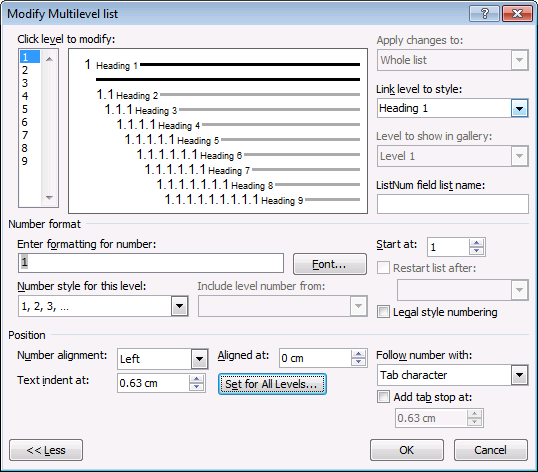 Modify Multilevel list
?
Click level to modify:
1
2
3
4
5
6
7
8
9
1 Heading 1
1.1 Heading 2
1.1.1 Heading 3
1.1.1.1 Heading 4
1.1.1.1.1 Heading 5
1.1.1.1.1.1 Heading 6
1.1.1.1.1.1.1 Heading 7
1.1.1.1.1.1.1.1 Heading 8
1.1.1.1.1.1.1.1.1 Heading 9
Apply changes to:
Whole list
Link level to style:
Heading 1
Level to show in gallery:
Level 1
ListNum field list name:
Number format
Enter formatting for number:
1
Font...
Number style for this level:
1, 2, 3, ...
Include level number from:
Start at: 1
Restart list after:
Legal style numbering
Position
Number alignment: Left
Aligned at: 0 cm
Text indent at: 0.63 cm
Set for All Levels...
Follow number with:
Tab character
Add tab stop at:
0.63 cm
<< Less
OK
Cancel